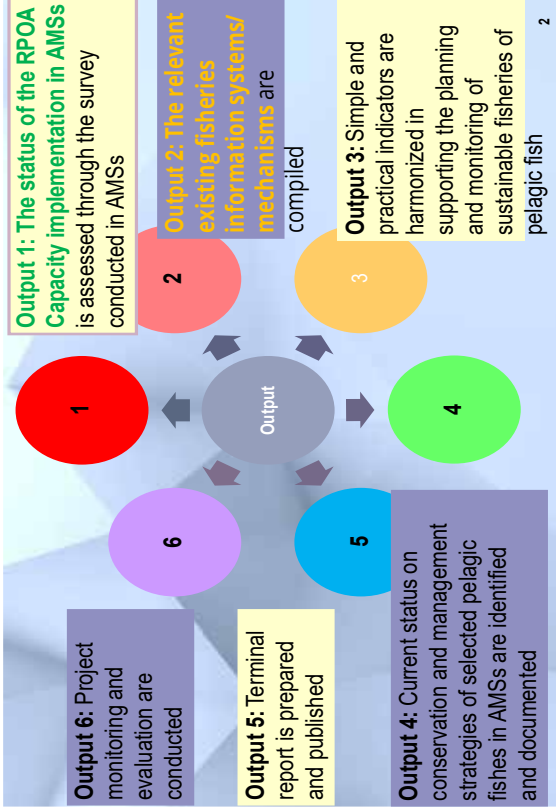 Output 1: The status of the RPOA
Capacity implementation in AMSs
is assessed through the survey
conducted in AMSs
Output 2: The relevant
existing fisheries
information systems/
mechanisms are
compiled
Output 3: Simple and
practical indicators are
harmonized in
supporting the planning
and monitoring of
sustainable fisheries of
pelagic fish
Output 4: Current status on
conservation and management
strategies of selected pelagic
fishes in AMSs are identified
and documented
Output 5: Terminal
report is prepared
and published
Output 6: Project
monitoring and
evaluation are
conducted
Output
1
2
3
4
5
6
2